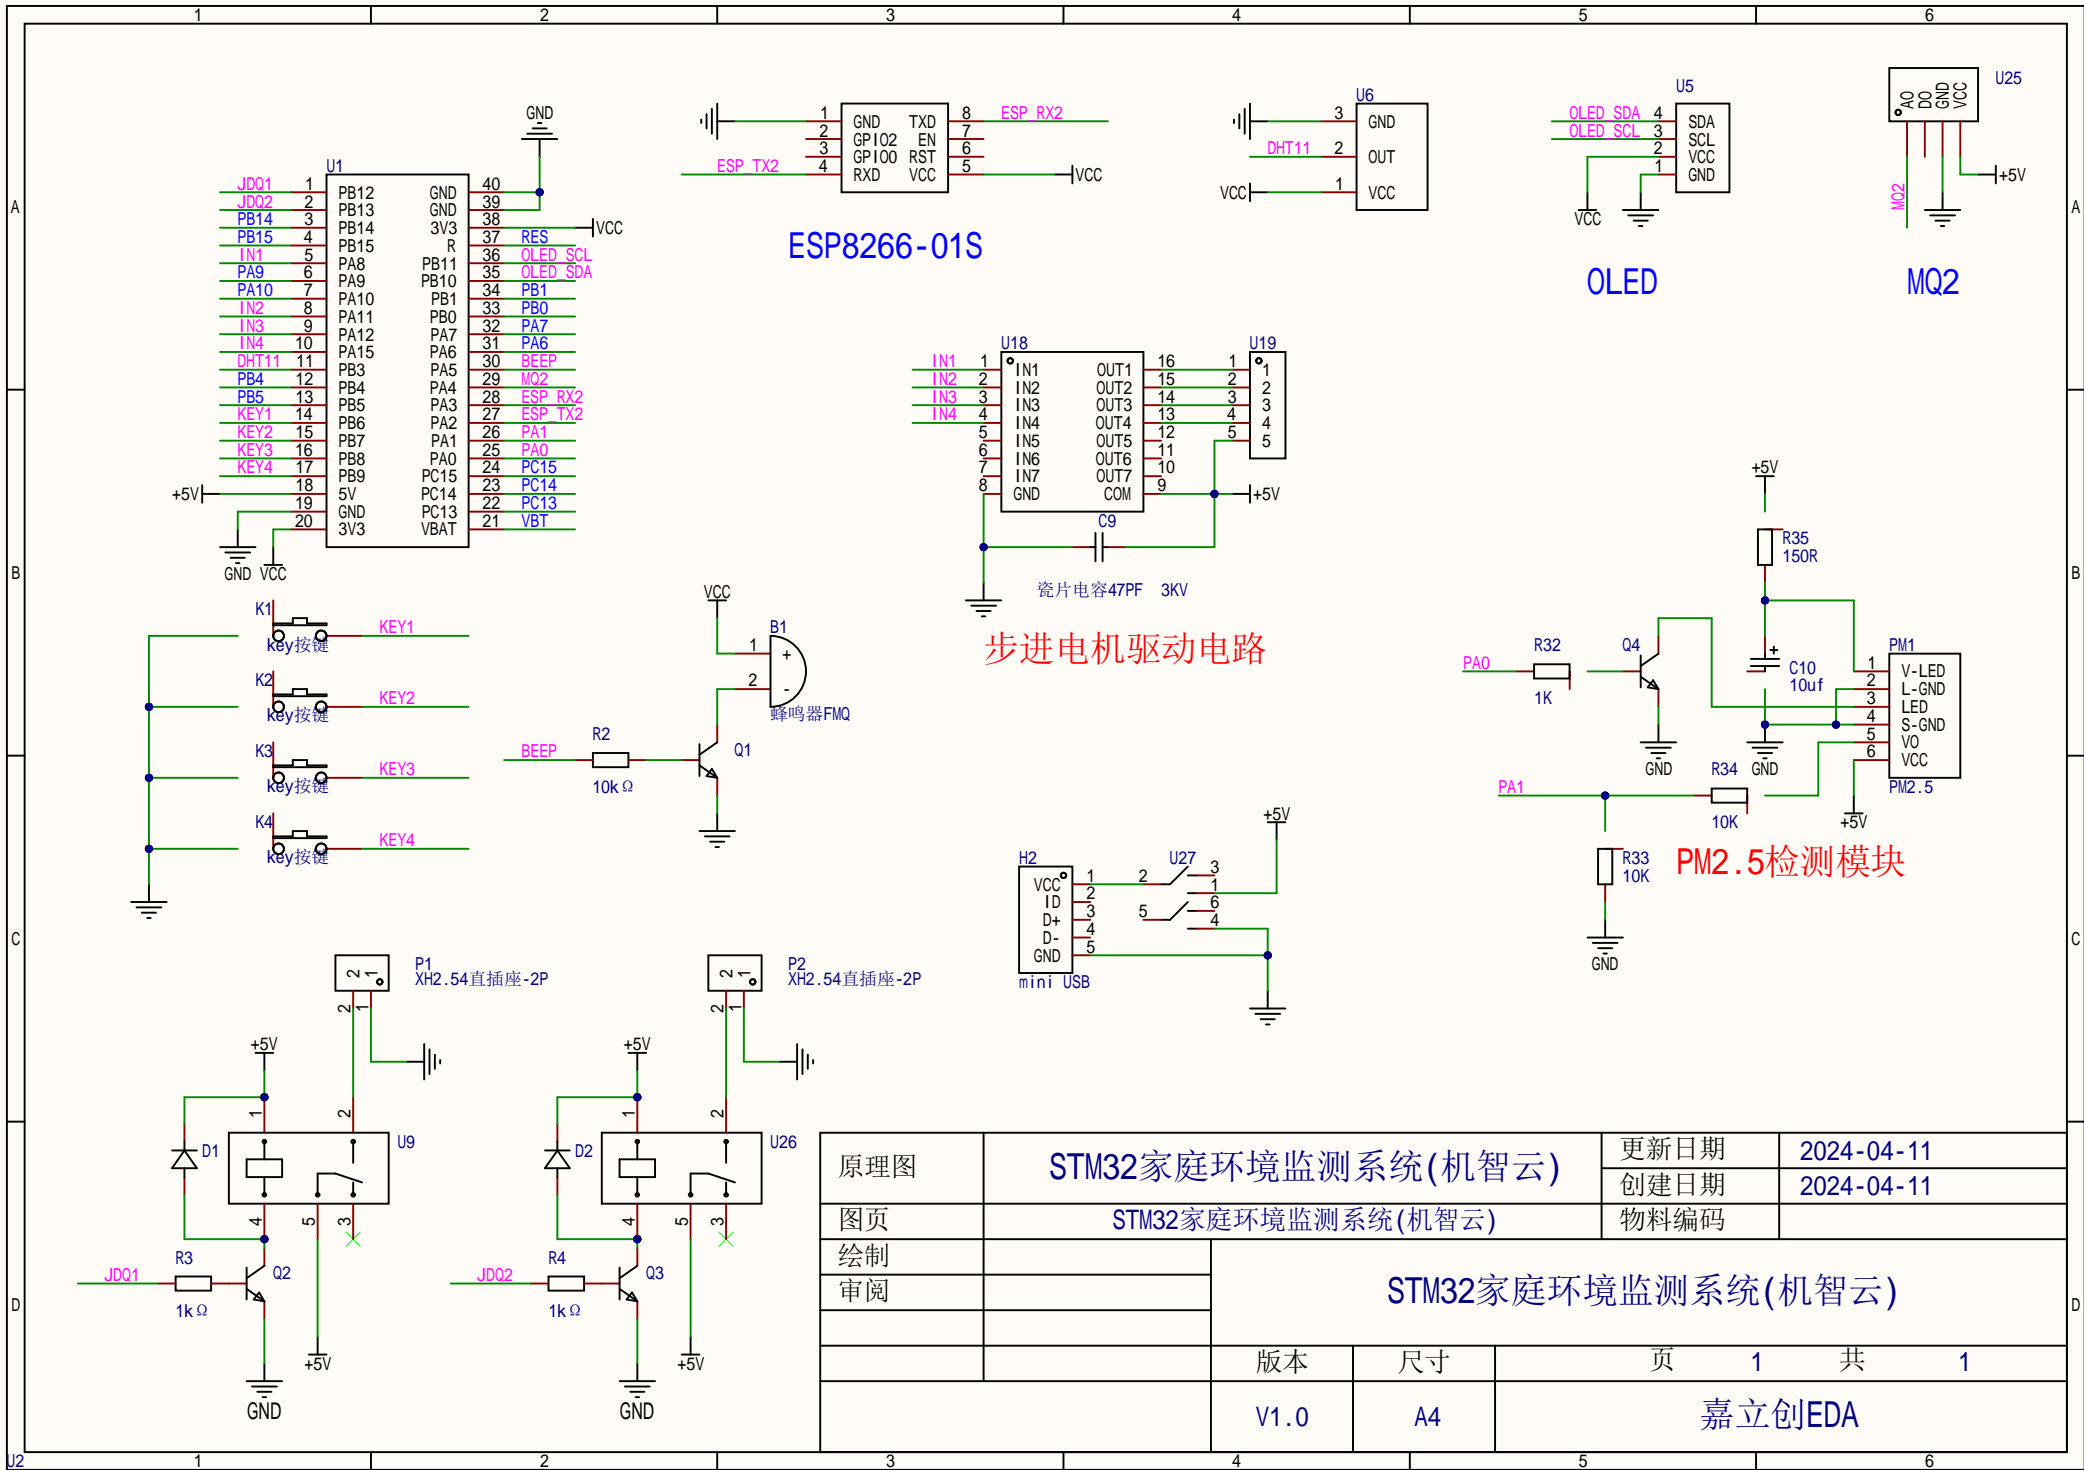 1 2 3 4 5 6
A
B
C
D
A
B
C
D
U2
1 2 3 4 5 6
U1
JDQ1 1 PB12 GND 40
JDQ2 2 PB13 GND 39
PB14 3 PB14 3V3 38 VCC
PB15 4 PB15 R 37 RES
IN1 5 PA8 PB11 36 OLED_SCL
PA9 6 PA9 PB10 35 OLED_SDA
PA10 7 PA10 PB1 34 PB1
IN2 8 PA11 PB0 33 PB0
IN3 9 PA12 PA7 32 PA7
IN4 10 PA15 PA6 31 PA6
DHT11 11 PB3 PA5 30 BEEP
PB4 12 PB4 PA4 29 MQ2
PB5 13 PB5 PA3 28 ESP_RX2
KEY1 14 PB6 PA2 27 ESP_TX2
KEY2 15 PB7 PA1 26 PA1
KEY3 16 PB8 PA0 25 PA0
KEY4 17 PB9 PC15 24 PC15
+5V 18 5V PC14 23 PC14
19 GND PC13 22 PC13
20 3V3 VBAT 21 VBT
GND
GND VCC
1 GND TXD 8 ESP_RX2
2 GPIO2 EN 7
3 GPIO0 RST 6
ESP_TX2 4 RXD VCC 5 VCC
ESP8266-01S
U6
3 GND
DHT11 2 OUT
VCC 1 VCC
U5
OLED_SDA 4 SDA
OLED_SCL 3 SCL
2 VCC
1 GND
VCC
OLED
U25
AO DO GND VCC
MQ2
+5V
MQ2
U18
IN1 1 IN1 OUT1 16
IN2 2 IN2 OUT2 15
IN3 3 IN3 OUT3 14
IN4 4 IN4 OUT4 13
5 IN5 OUT5 12
6 IN6 OUT6 11
7 IN7 OUT7 10
8 GND COM 9 +5V
U19
1 1
2 2
3 3
4 4
5 5
C9
瓷片电容47PF 3KV
步进电机驱动电路
K1
key按键
KEY1
K2
key按键
KEY2
K3
key按键
KEY3
K4
key按键
KEY4
VCC
B1
1 +
2 -
蜂鸣器FMQ
BEEP
R2
10kΩ
Q1
+5V
R35
150R
C10
10uf
+
PA0
R32
1K
Q4
GND
GND
PM1
1 V-LED
2 L-GND
3 LED
4 S-GND
5 VO
6 VCC
PM2.5
+5V
PA1
R34
10K
R33
10K
GND
PM2.5检测模块
H2
VCC 1
ID 2
D+ 3
D- 4
GND 5
mini USB
U27
2 3
1
5 6
4
+5V
P1
XH2.54直插座-2P
2 1
2 1
+5V
D1
U9
1 2
4 5 3
JDQ1
R3
1kΩ
Q2
GND
+5V
P2
XH2.54直插座-2P
2 1
2 1
+5V
D2
U26
1 2
4 5 3
JDQ2
R4
1kΩ
Q3
GND
+5V
原理图 STM32家庭环境监测系统(机智云) 更新日期 2024-04-11
创建日期 2024-04-11
图页 STM32家庭环境监测系统(机智云) 物料编码
绘制
审阅
STM32家庭环境监测系统(机智云)
版本 尺寸 页 1 共 1
V1.0 A4 嘉立创EDA